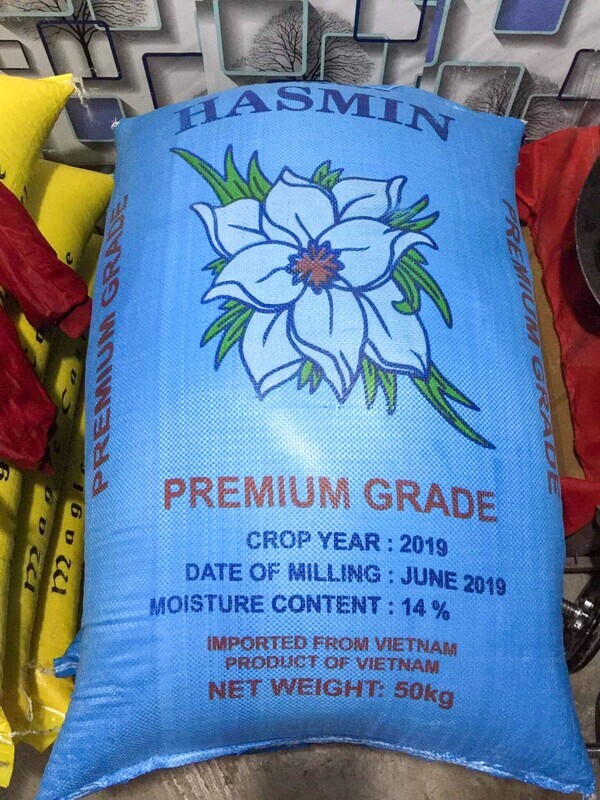 HASMIN
PREMIUM GRADE
PREMIUM GRADE
PREMIUM GRADE
CROP YEAR : 2019
DATE OF MILLING : JUNE 2019
MOISTURE CONTENT : 14 %
IMPORTED FROM VIETNAM
PRODUCT OF VIETNAM
NET WEIGHT: 50kg